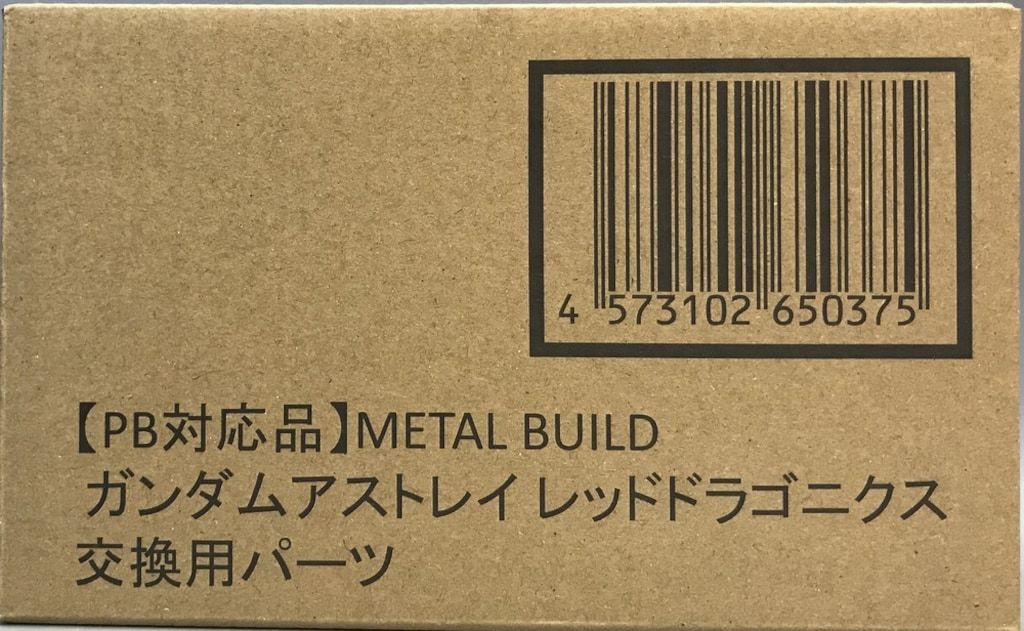 4 573102 650375
【PB対応品】METAL BUILD
ガンダムアストレイ レッドドラゴニクス
交換用パーツ